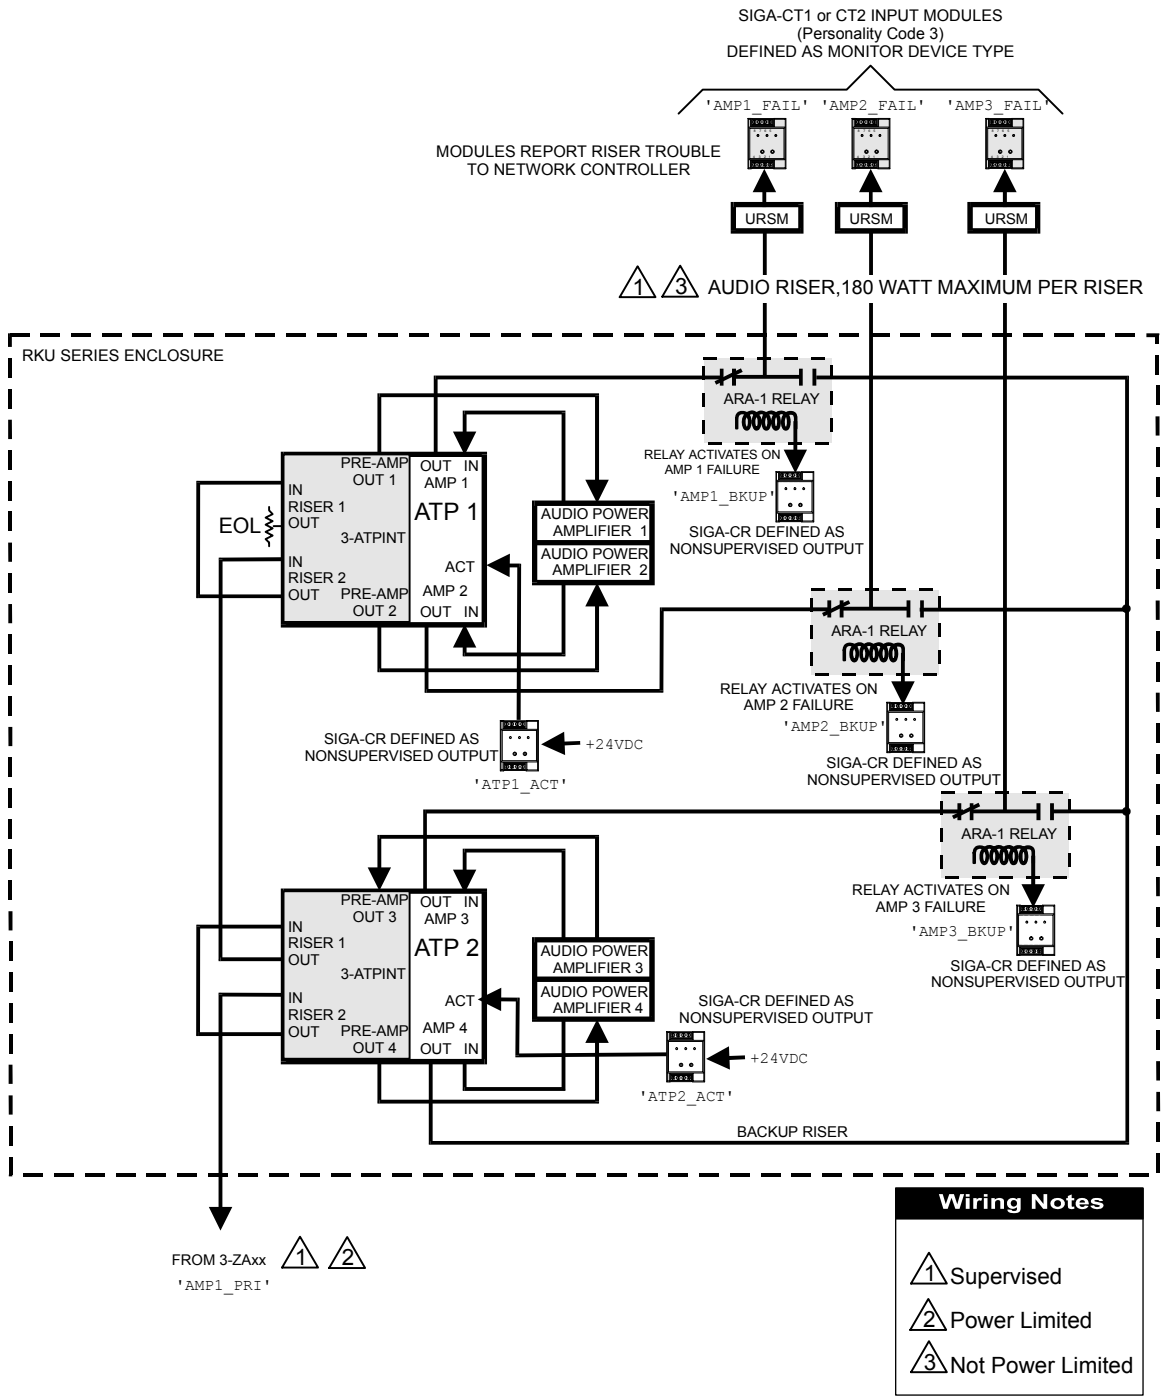 SIGA-CT1 or CT2 INPUT MODULES
(Personality Code 3)
DEFINED AS MONITOR DEVICE TYPE
'AMP1_FAIL' 'AMP2_FAIL' 'AMP3_FAIL'
MODULES REPORT RISER TROUBLE
TO NETWORK CONTROLLER
URSM URSM URSM
1 3 AUDIO RISER,180 WATT MAXIMUM PER RISER
RKU SERIES ENCLOSURE
ARA-1 RELAY
RELAY ACTIVATES ON
AMP 1 FAILURE
'AMP1_BKUP'
SIGA-CR DEFINED AS
NONSUPERVISED OUTPUT
PRE-AMP
OUT 1
OUT IN
AMP 1
ATP 1
IN
RISER 1
OUT
EOL
3-ATPINT
IN
RISER 2
OUT
PRE-AMP
OUT 2
ACT
AMP 2
OUT IN
AUDIO POWER
AMPLIFIER 1
AUDIO POWER
AMPLIFIER 2
ARA-1 RELAY
RELAY ACTIVATES ON
AMP 2 FAILURE
'AMP2_BKUP'
SIGA-CR DEFINED AS
NONSUPERVISED OUTPUT
SIGA-CR DEFINED AS
NONSUPERVISED OUTPUT
+24VDC
'ATP1_ACT'
ARA-1 RELAY
RELAY ACTIVATES ON
AMP 3 FAILURE
'AMP3_BKUP'
SIGA-CR DEFINED AS
NONSUPERVISED OUTPUT
PRE-AMP
OUT 3
OUT IN
AMP 3
ATP 2
IN
RISER 1
OUT
3-ATPINT
IN
RISER 2
OUT
PRE-AMP
OUT 4
ACT
AMP 4
OUT IN
AUDIO POWER
AMPLIFIER 3
AUDIO POWER
AMPLIFIER 4
SIGA-CR DEFINED AS
NONSUPERVISED OUTPUT
+24VDC
'ATP2_ACT'
BACKUP RISER
FROM 3-ZAxx 1 2
'AMP1_PRI'
Wiring Notes
1 Supervised
2 Power Limited
3 Not Power Limited